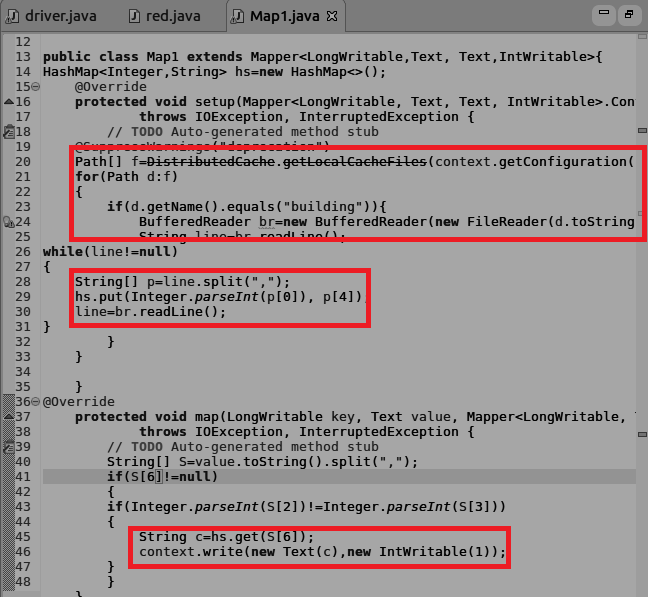 driver.java red.java Map1.java
12
13 public class Map1 extends Mapper<LongWritable,Text, Text,IntWritable>{
14 HashMap<Integer,String> hs=new HashMap<>();
15 @Override
16 protected void setup(Mapper<LongWritable, Text, Text, IntWritable>.Con
17 throws IOException, InterruptedException {
18 // TODO Auto-generated method stub
19 @SuppressWarnings("deprecation")
20 Path[] f=DistributedCache.getLocalCacheFiles(context.getConfiguration(
21 for(Path d:f)
22 {
23 if(d.getName().equals("building")){
24 BufferedReader br=new BufferedReader(new FileReader(d.toString
25 String line=br.readLine();
26 while(line!=null)
27 {
28 String[] p=line.split(",");
29 hs.put(Integer.parseInt(p[0]), p[4])
30 line=br.readLine();
31 }
32 }
33 }
34
35 }
36 @Override
37 protected void map(LongWritable key, Text value, Mapper<LongWritable,
38 throws IOException, InterruptedException {
39 // TODO Auto-generated method stub
40 String[] S=value.toString().split(",");
41 if(S[6]!=null)
42 {
43 if(Integer.parseInt(S[2])!=Integer.parseInt(S[3]))
44 {
45 String c=hs.get(S[6]);
46 context.write(new Text(c),new IntWritable(1));
47 }
48 }
}